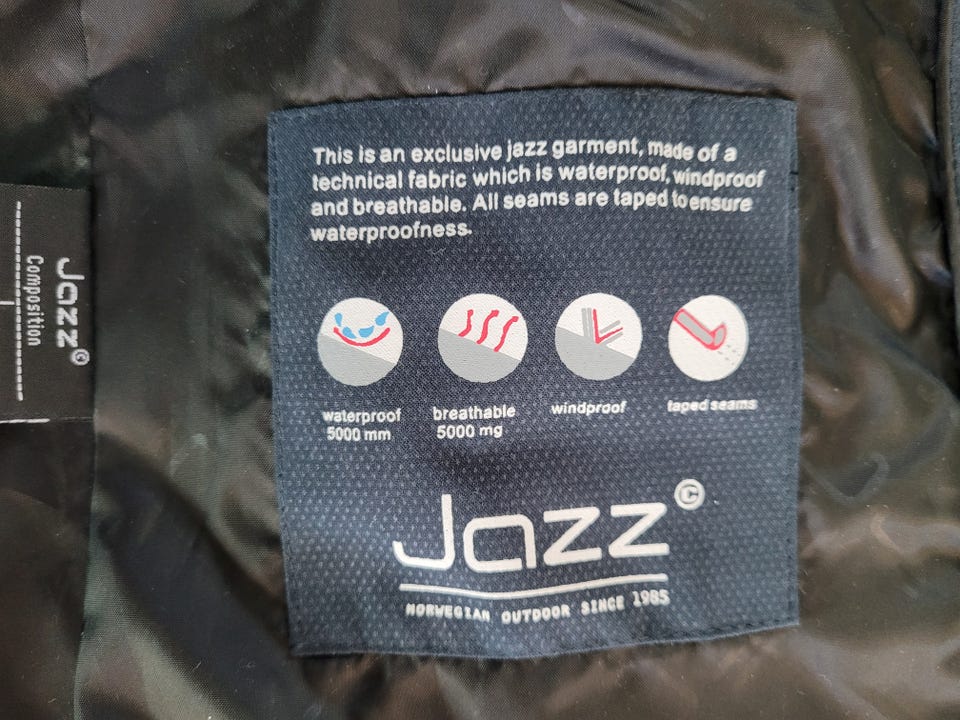 This is an exclusive jazz garment, made of a
technical fabric which is waterproof, windproof
and breathable. All seams are taped to ensure
waterproofness.
waterproof
5000 mm
breathable
5000 mg
windproof
taped seams
Jazz©
NORWEGIAN OUTDOOR SINCE 1985
Jazz©
Composition